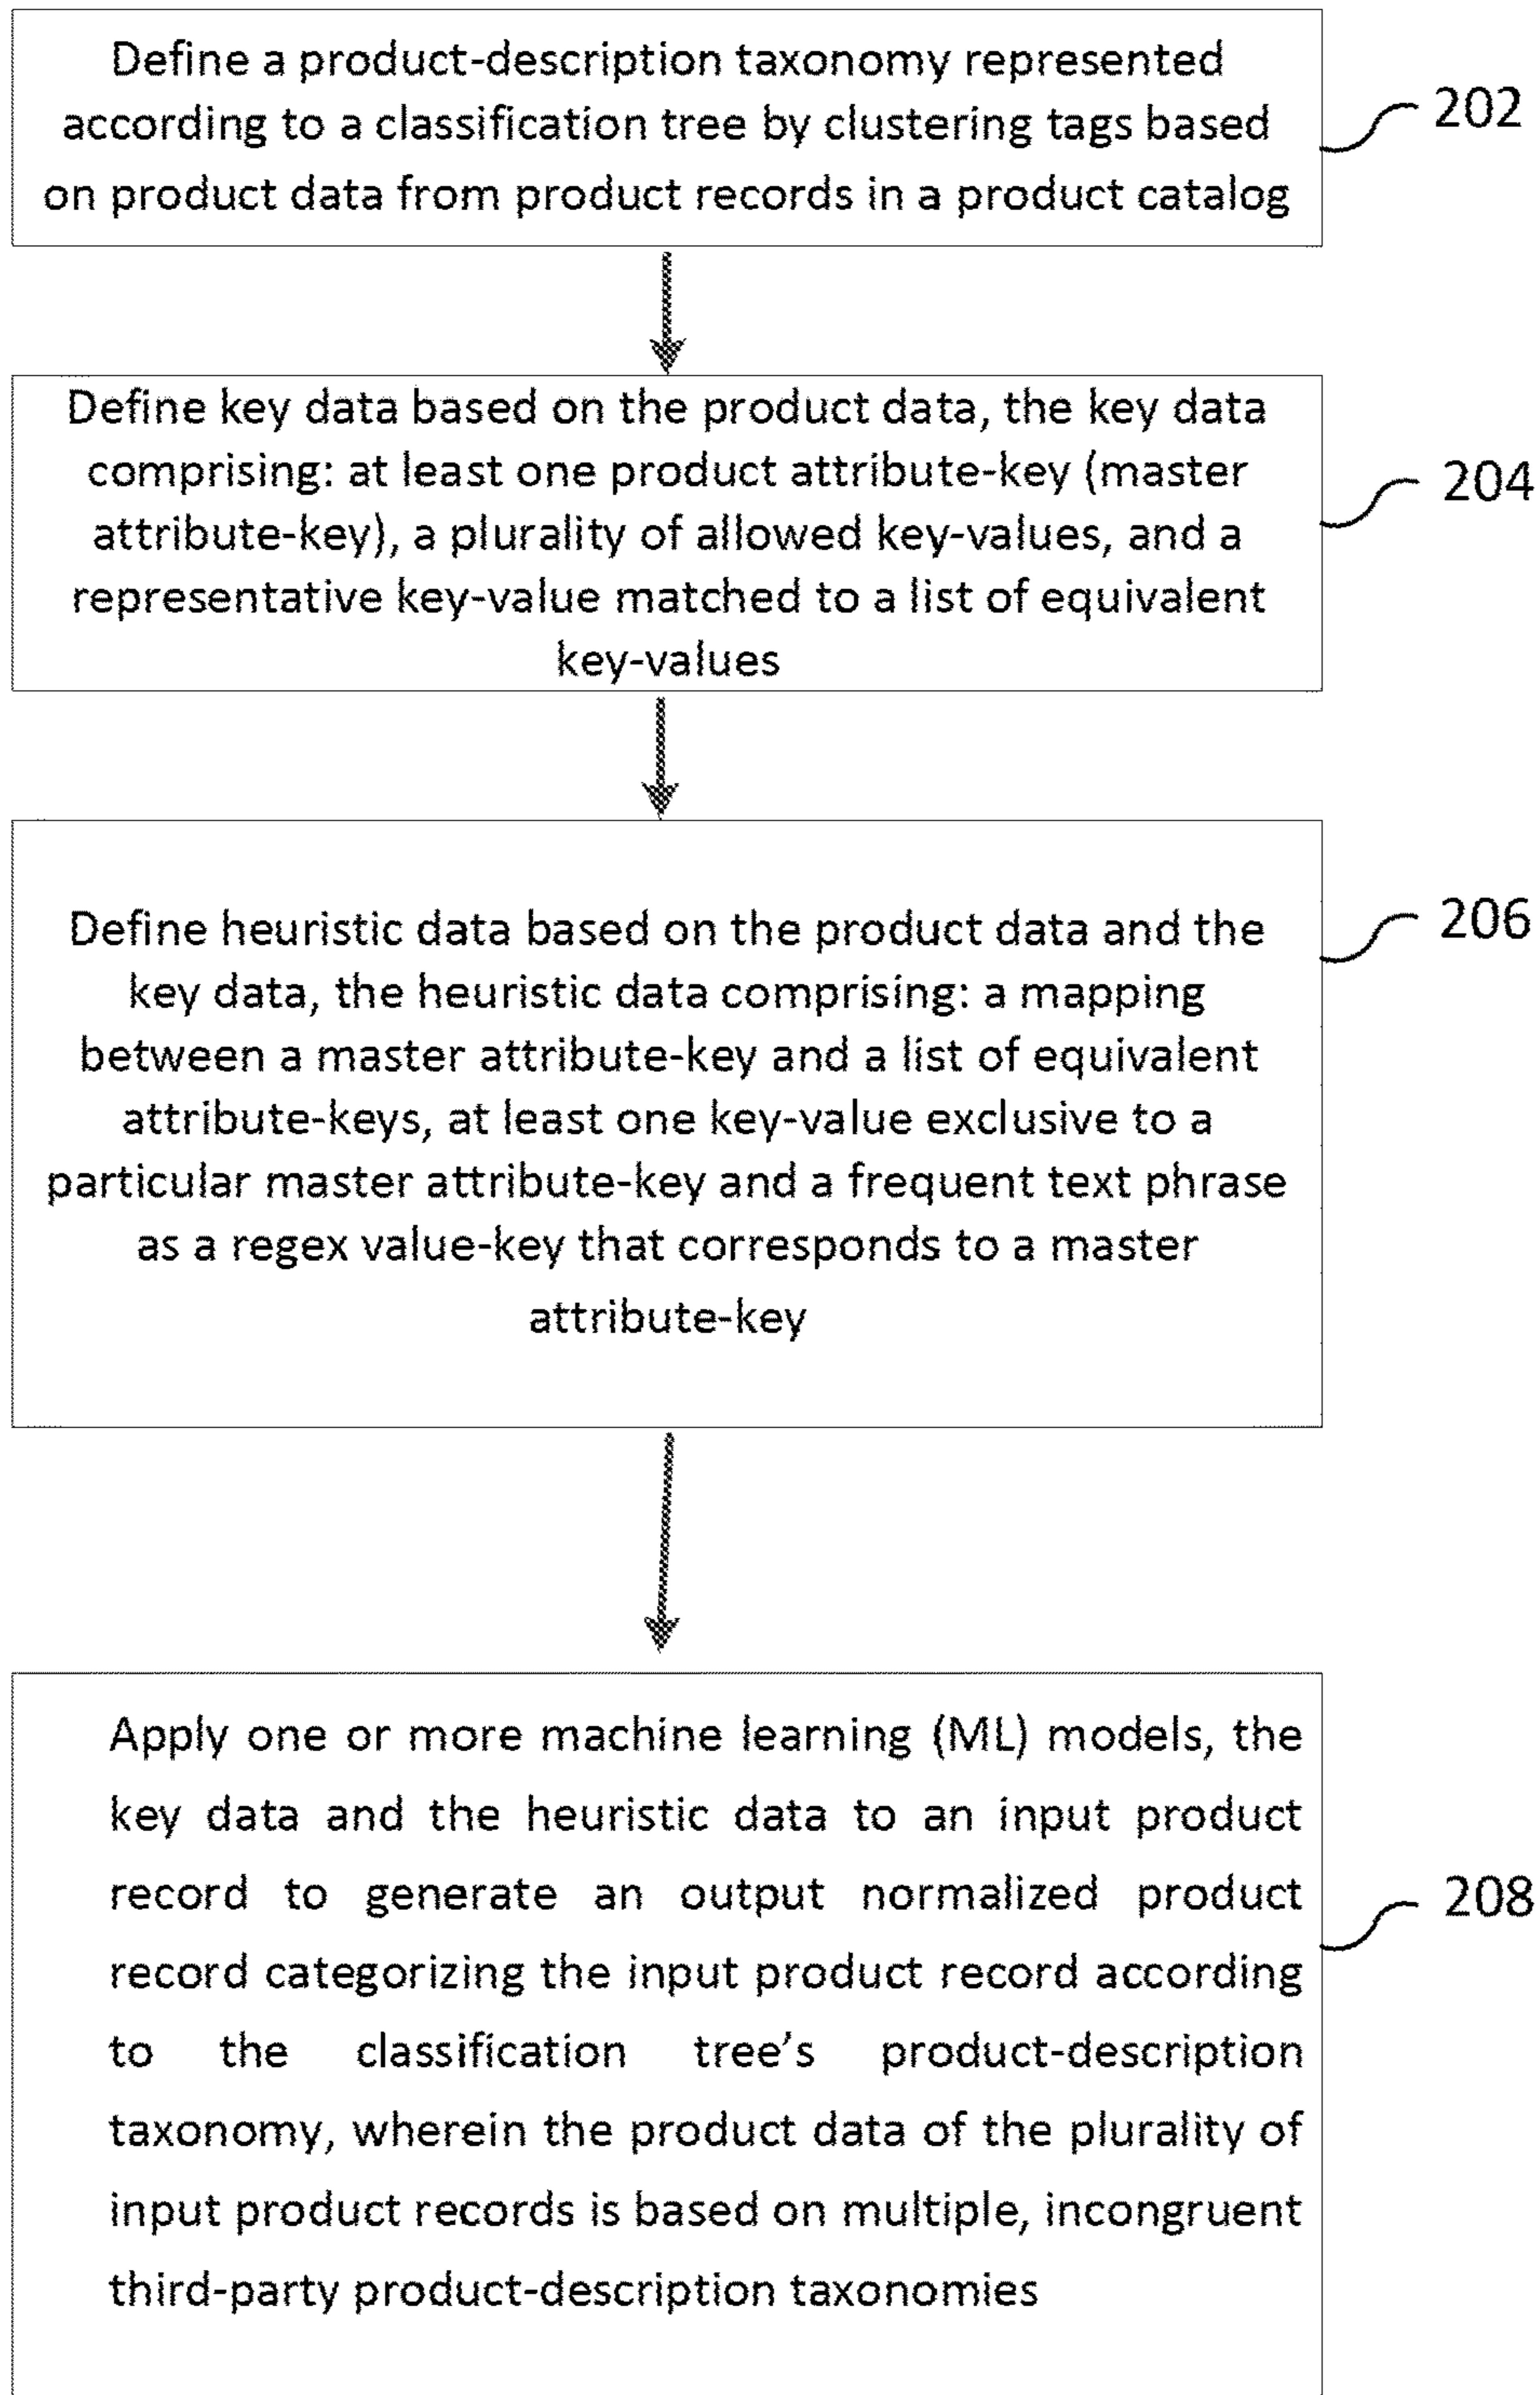 Define a product-description taxonomy represented
according to a classification tree by clustering tags based
on product data from product records in a product catalog
202
Define key data based on the product data, the key data
comprising: at least one product attribute-key (master
attribute-key), a plurality of allowed key-values, and a
representative key-value matched to a list of equivalent
key-values
204
Define heuristic data based on the product data and the
key data, the heuristic data comprising: a mapping
between a master attribute-key and a list of equivalent
attribute-keys, at least one key-value exclusive to a
particular master attribute-key and a frequent text phrase
as a regex value-key that corresponds to a master
attribute-key
206
Apply one or more machine learning (ML) models, the
key data and the heuristic data to an input product
record to generate an output normalized product
record categorizing the input product record according
to the classification tree's product-description
taxonomy, wherein the product data of the plurality of
input product records is based on multiple, incongruent
third-party product-description taxonomies
208